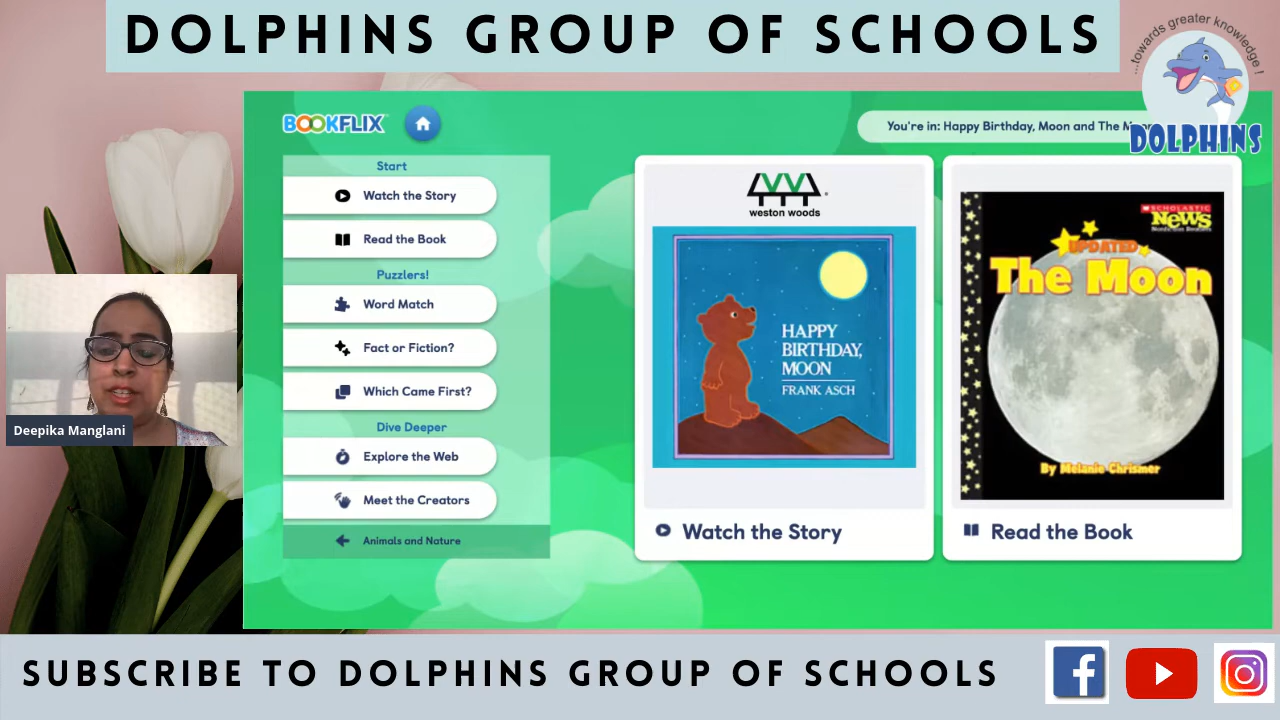 DOLPHINS GROUP OF SCHOOLS
...towards greater knowledge !
DOLPHINS
BOOKFLIX
You're in: Happy Birthday, Moon and The
Start
Watch the Story
Read the Book
Puzzlers!
Word Match
Fact or Fiction?
Which Came First?
Dive Deeper
Explore the Web
Meet the Creators
Animals and Nature
weston woods
HAPPY
BIRTHDAY,
MOON
FRANK ASCH
Watch the Story
SCHOLASTIC
News
Nonfiction Readers
UPDATED
The Moon
By Melanie Chrismer
Read the Book
Deepika Manglani
SUBSCRIBE TO DOLPHINS GROUP OF SCHOOLS